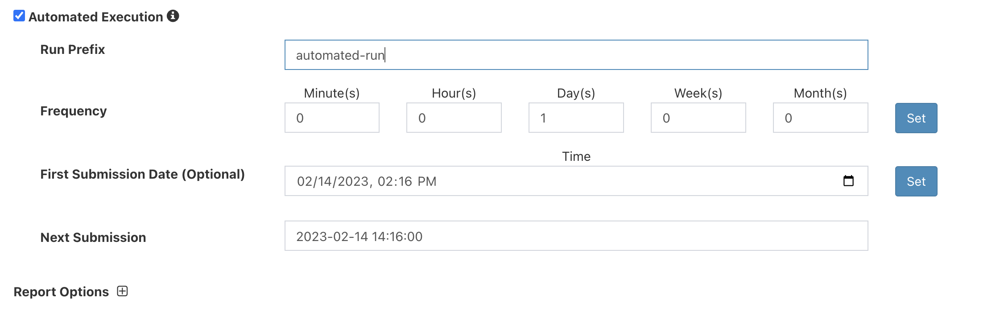 Automated Execution
Run Prefix
automated-run
Minute(s) Hour(s) Day(s) Week(s) Month(s)
Frequency
0 0 1 0 0 Set
Time
First Submission Date (Optional)
02/14/2023, 02:16 PM Set
Next Submission
2023-02-14 14:16:00
Report Options